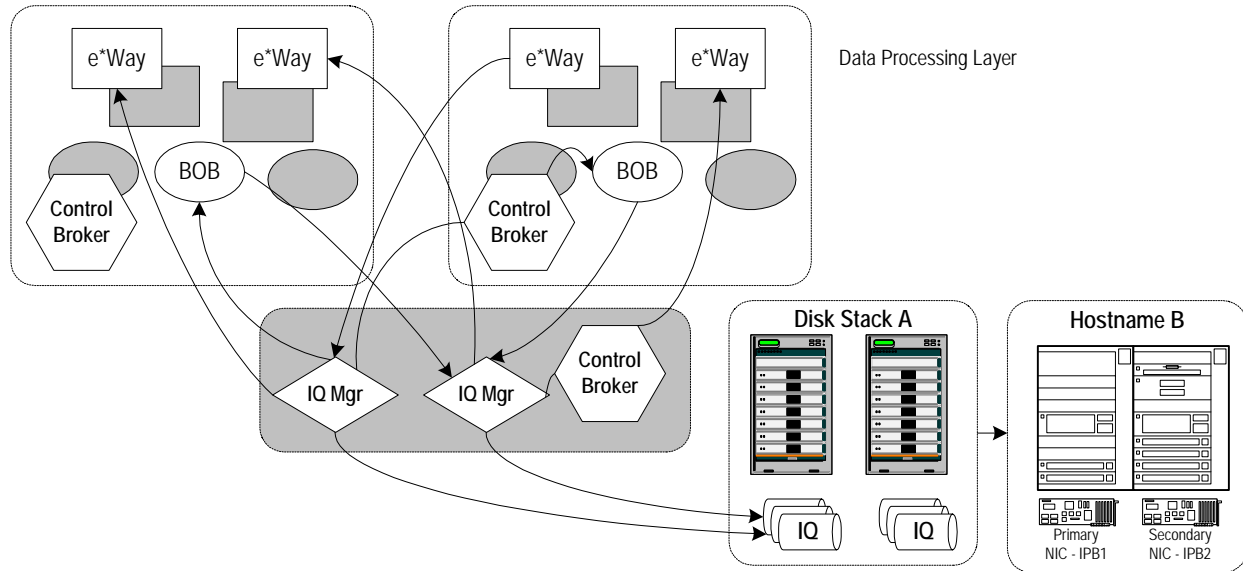 e*Way
e*Way
e*Way
e*Way
Data Processing Layer
BOB
BOB
Control
Broker
Control
Broker
Disk Stack A
Hostname B
Control
Broker
IQ Mgr
IQ Mgr
IQ
IQ
Primary
NIC - IPB1
Secondary
NIC - IPB2